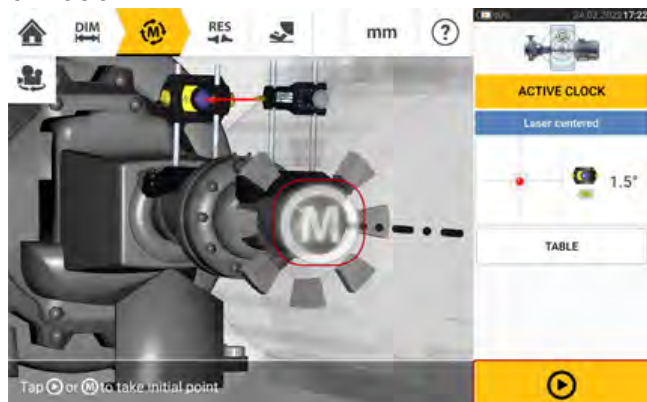 DIM
M
RES
mm
?
24.02.2022 17:22
ACTIVE CLOCK
Laser centered
M
1.5°
TABLE
Tap or M to take initial point